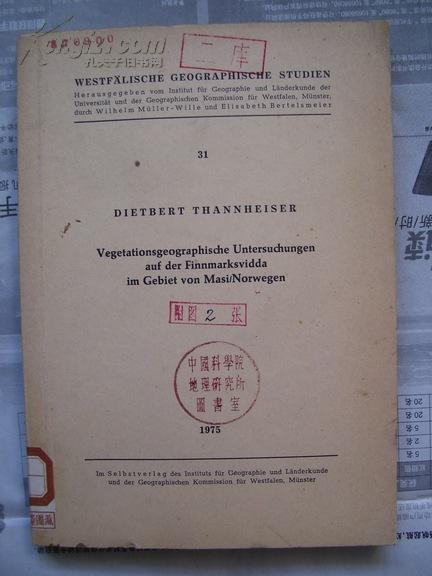 二库
WESTFÄLISCHE GEOGRAPHISCHE STUDIEN
Herausgegeben vom Institut für Geographie und Länderkunde der
Universität und der Geographischen Kommission für Westfalen, Münster,
durch Wilhelm Müller-Wille und Elisabeth Bertelsmeier
31
DIETBERT THANNHEISER
Vegetationsgeographische Untersuchungen
auf der Finnmarksvidda
im Gebiet von Masi/Norwegen
附图 2 张
中國科學院
地理研究所
圖書室
1975
Im Selbstverlag des Instituts für Geographie und Länderkunde
und der Geographischen Kommission für Westfalen, Münster